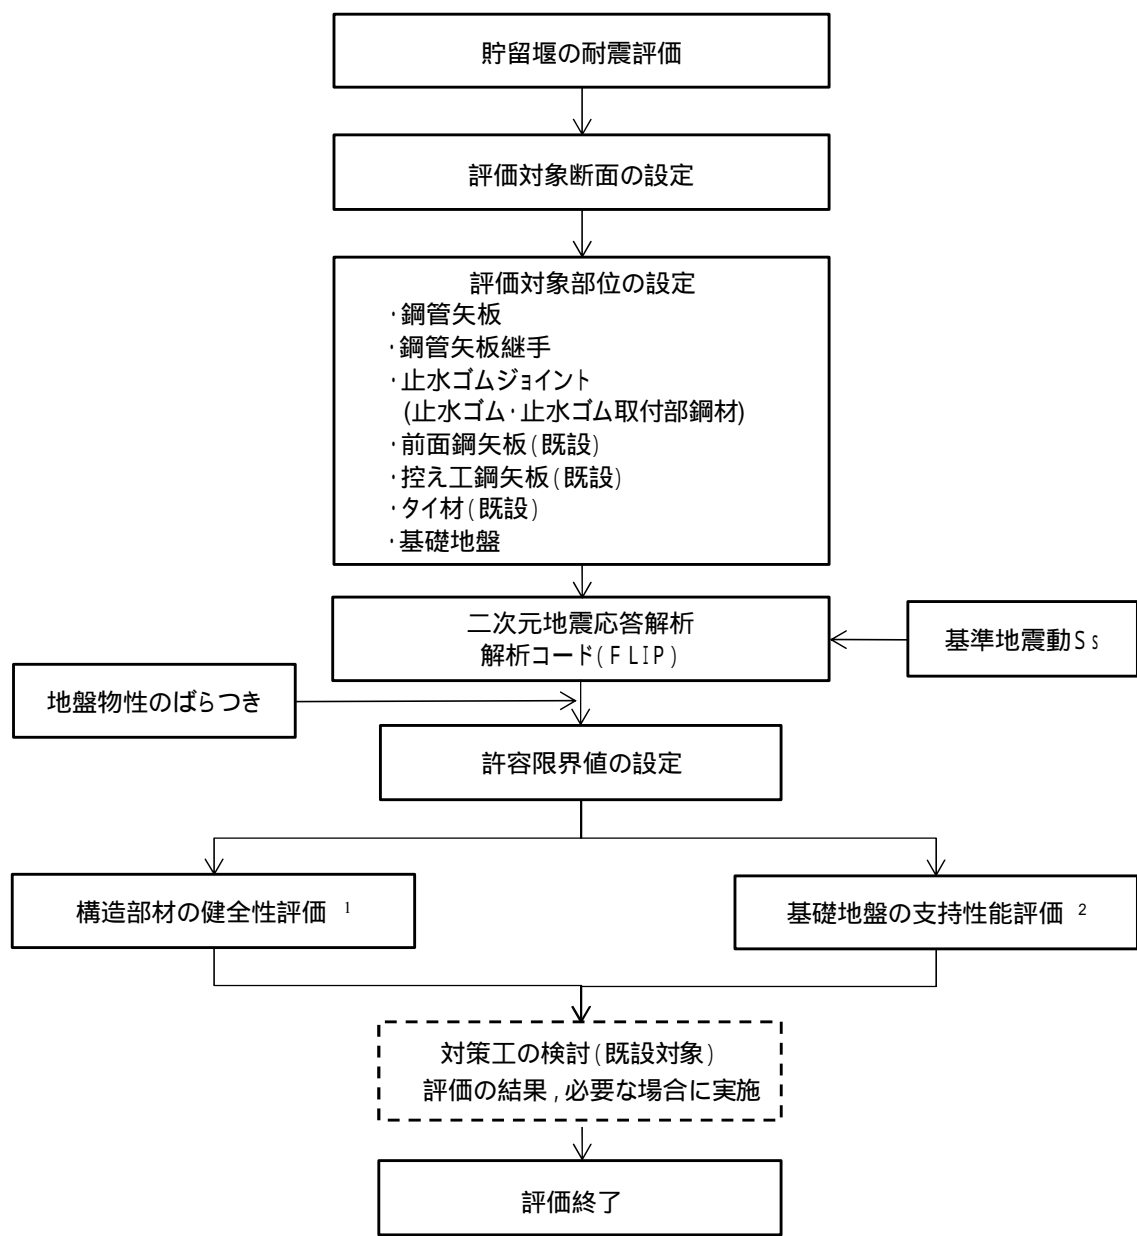 貯留堰の耐震評価
評価対象断面の設定
評価対象部位の設定
・鋼管矢板
・鋼管矢板継手
・止水ゴムジョイント
(止水ゴム・止水ゴム取付部鋼材)
・前面鋼矢板(既設)
・控え工鋼矢板(既設)
・タイ材(既設)
・基礎地盤
二次元地震応答解析
解析コード(FLIP)
基準地震動Ss
地盤物性のばらつき
許容限界値の設定
構造部材の健全性評価 1
基礎地盤の支持性能評価 2
対策工の検討(既設対象)
評価の結果,必要な場合に実施
評価終了